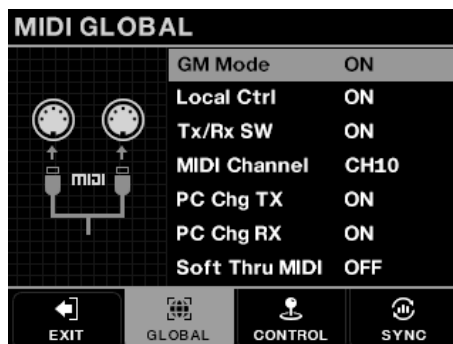 MIDI GLOBAL
GM Mode ON
Local Ctrl ON
Tx/Rx SW ON
MIDI Channel CH10
PC Chg TX ON
PC Chg RX ON
Soft Thru MIDI OFF
MIDI
EXIT GLOBAL CONTROL SYNC